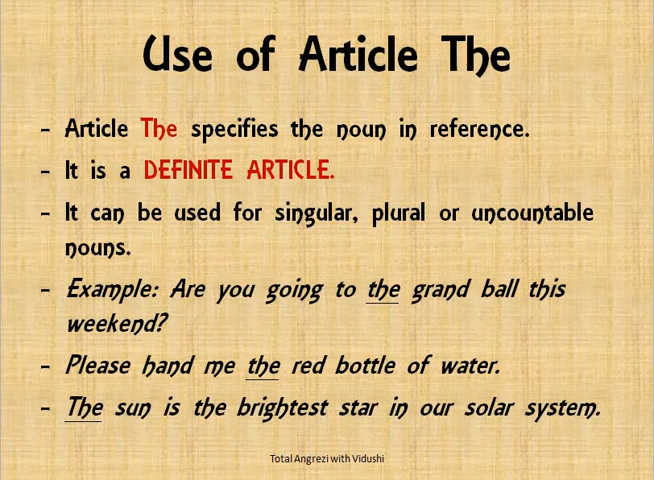 Use of Article The
- Article The specifies the noun in reference.
- It is a DEFINITE ARTICLE.
- It can be used for singular, plural or uncountable
nouns.
- Example: Are you going to the grand ball this
weekend?
- Please hand me the red bottle of water.
- The sun is the brightest star in our solar system.
Total Angrezi with Vidushi